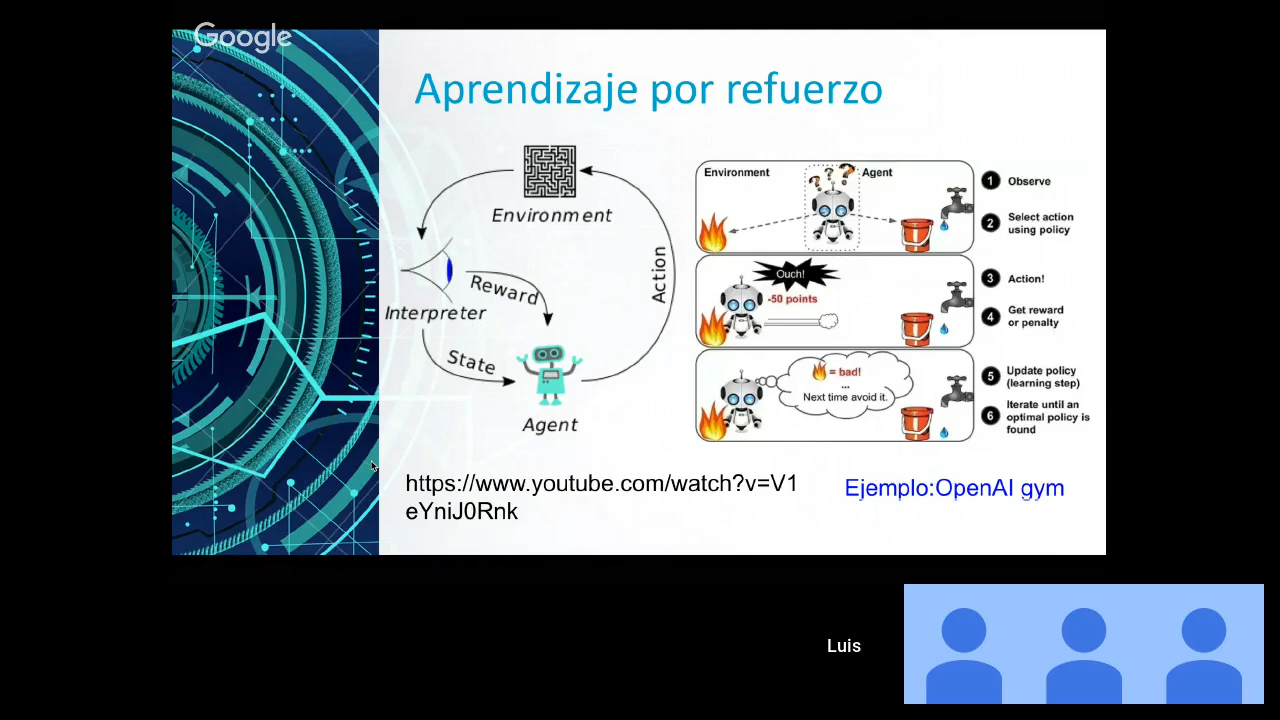 Google
Aprendizaje por refuerzo
Environment
Interpreter
Reward
State
Agent
Action
Environment
Agent
? ? ?
1 Observe
2 Select action
using policy
Ouch!
-50 points
3 Action!
4 Get reward
or penalty
= bad!
...
Next time avoid it.
5 Update policy
(learning step)
6 Iterate until an
optimal policy is
found
https://www.youtube.com/watch?v=V1
eYniJ0Rnk
Ejemplo:OpenAI gym
Luis